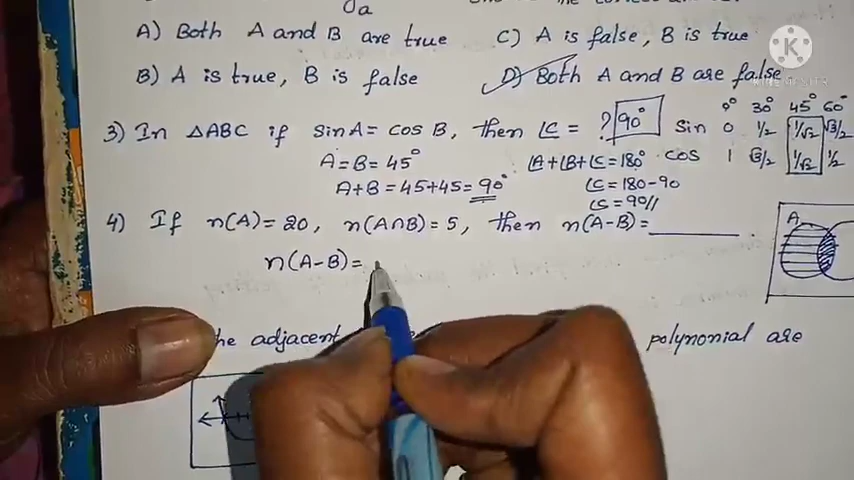 A) Both A and B are true C) A is false, B is true
B) A is true, B is false D) Both A and B are false
3) In △ABC if sinA = cos B, then ∠C = ? 90°
0° 30° 45° 60°
sin 0 1/2 1/√2 √3/2
cos 1 √3/2 1/√2 1/2
A=B=45°
A+B=45+45=90°
∠A+∠B+∠C=180°
∠C=180-90
∠C=90//
4) If n(A)=20, n(A∩B)=5, then n(A-B)=________.
n(A-B)=
A
the adjacent polynomial are
K
KINEMASTER